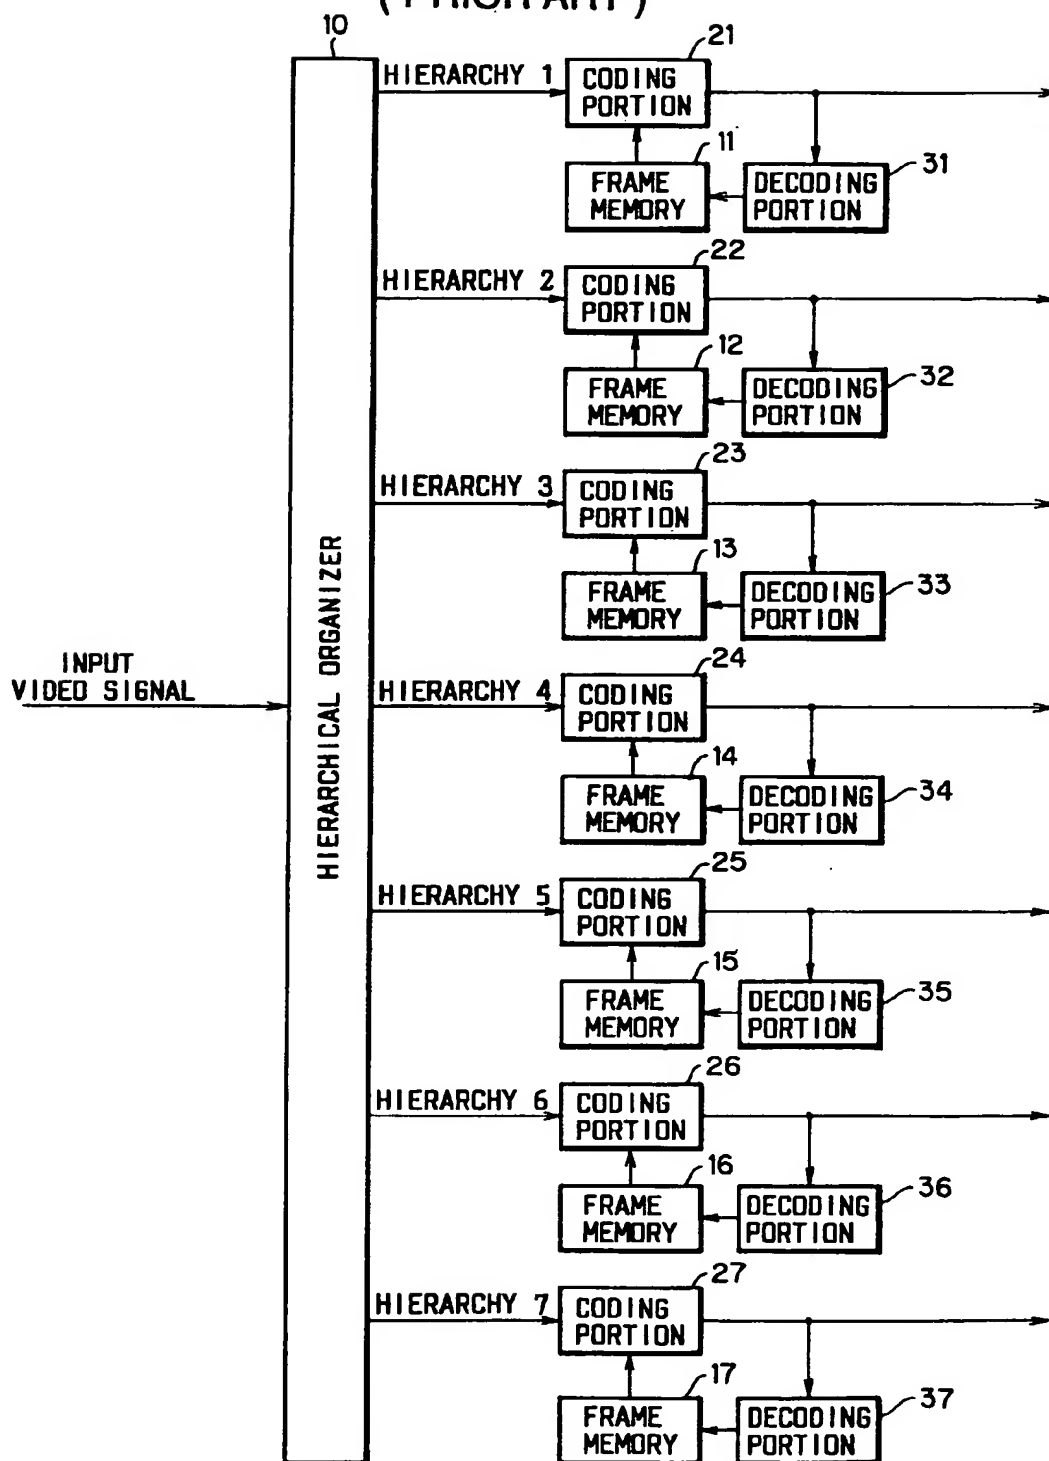 ( PRIOR ART )
10
HIERARCHY 1
21
CODING
PORTION
11
FRAME
MEMORY
31
DECODING
PORTION
HIERARCHY 2
22
CODING
PORTION
12
FRAME
MEMORY
32
DECODING
PORTION
HIERARCHY 3
23
CODING
PORTION
13
FRAME
MEMORY
33
DECODING
PORTION
HIERARCHICAL ORGANIZER
INPUT
VIDEO SIGNAL
HIERARCHY 4
24
CODING
PORTION
14
FRAME
MEMORY
34
DECODING
PORTION
HIERARCHY 5
25
CODING
PORTION
15
FRAME
MEMORY
35
DECODING
PORTION
HIERARCHY 6
26
CODING
PORTION
16
FRAME
MEMORY
36
DECODING
PORTION
HIERARCHY 7
27
CODING
PORTION
17
FRAME
MEMORY
37
DECODING
PORTION